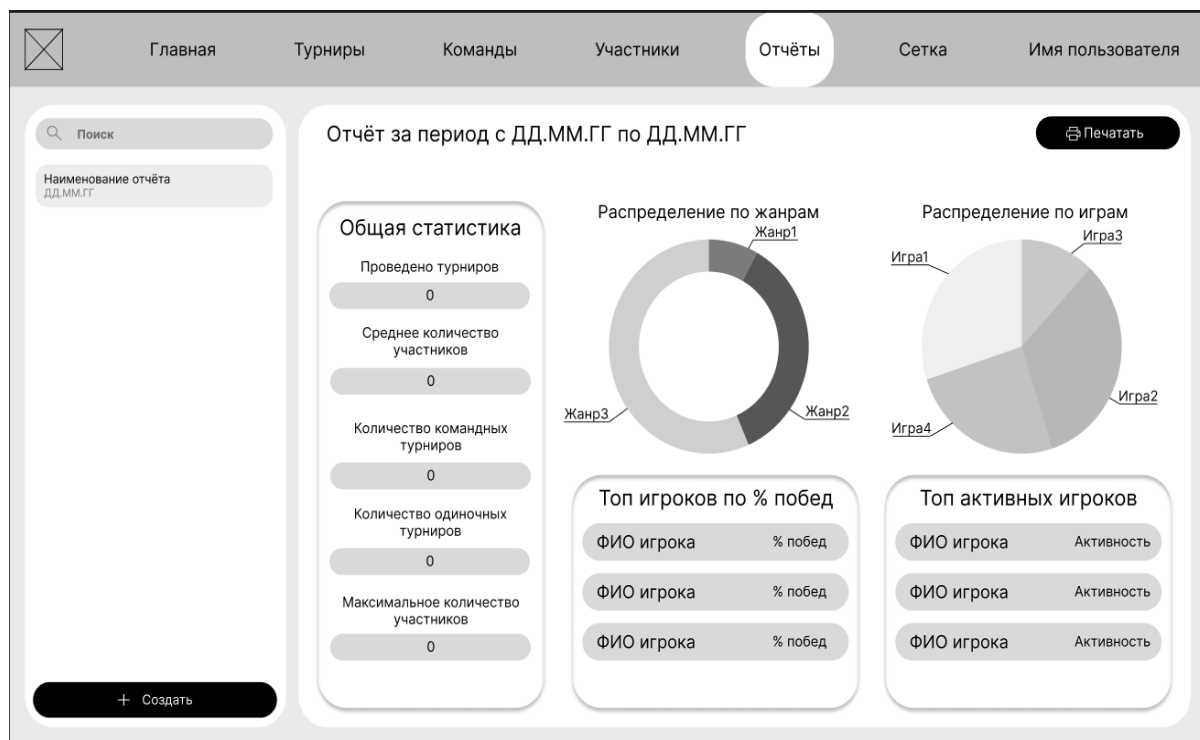 Главная
Турниры
Команды
Участники
Отчёты
Сетка
Имя пользователя
Поиск
Наименование отчёта
ДД.ММ.ГГ
+ Создать
Отчёт за период с ДД.ММ.ГГ по ДД.ММ.ГГ
Печатать
Общая статистика
Проведено турниров
0
Среднее количество
участников
0
Количество командных
турниров
0
Количество одиночных
турниров
0
Максимальное количество
участников
0
Распределение по жанрам
Жанр1
Жанр2
Жанр3
Распределение по играм
Игра3
Игра1
Игра2
Игра4
Топ игроков по % побед
ФИО игрока % побед
ФИО игрока % побед
ФИО игрока % побед
Топ активных игроков
ФИО игрока Активность
ФИО игрока Активность
ФИО игрока Активность